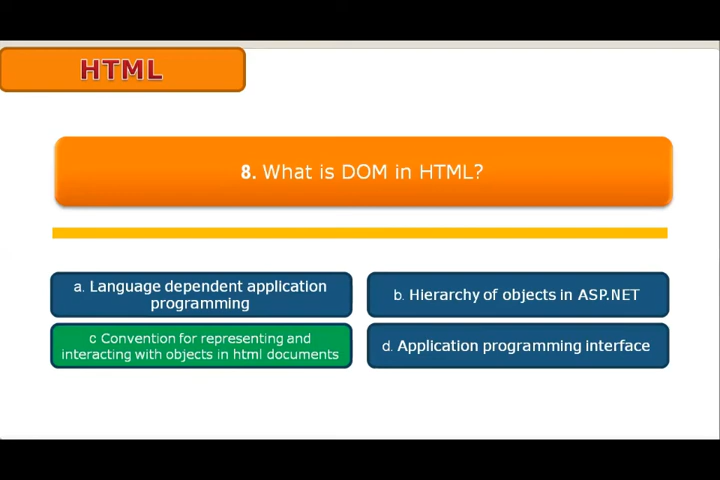 HTML
8. What is DOM in HTML?
a. Language dependent application
programming
b. Hierarchy of objects in ASP.NET
c Convention for representing and
interacting with objects in html documents
d. Application programming interface